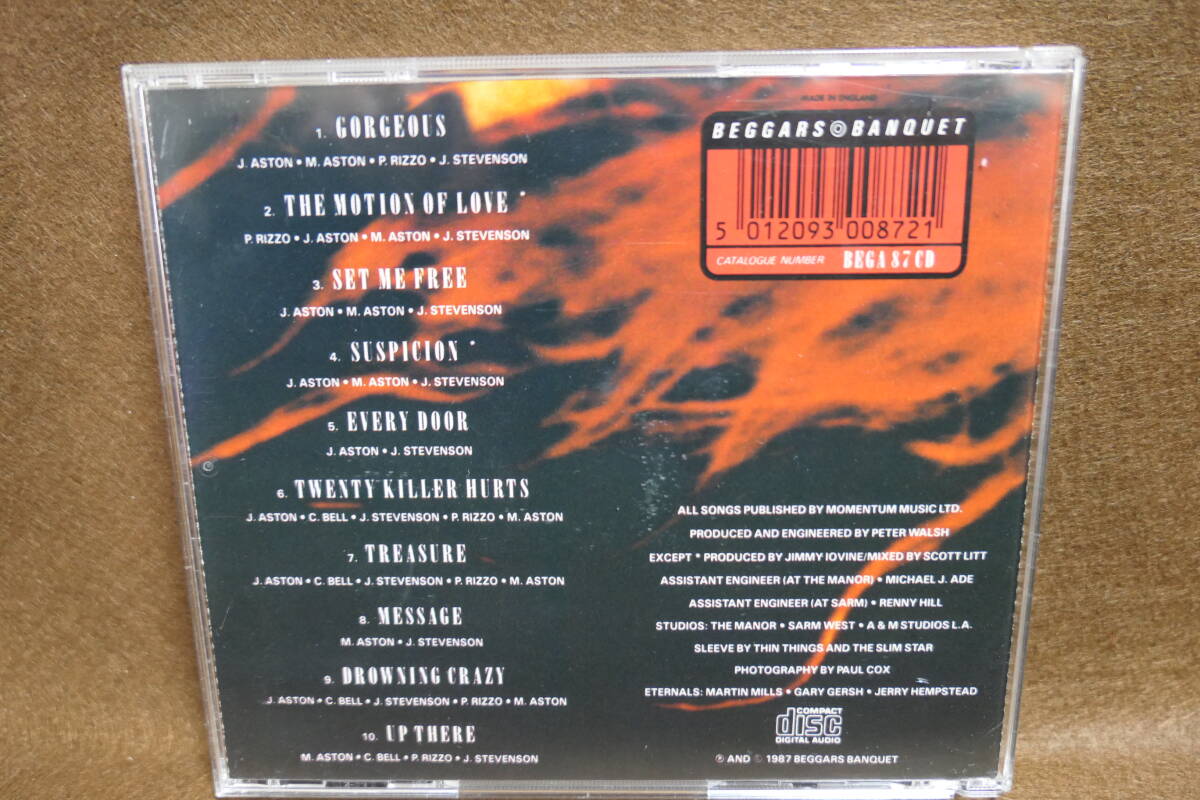 1. GORGEOUS
J. ASTON • M. ASTON • P. RIZZO • J. STEVENSON
2. THE MOTION OF LOVE *
P. RIZZO • J. ASTON • M. ASTON • J. STEVENSON
3. SET ME FREE
J. ASTON • M. ASTON • J. STEVENSON
4. SUSPICION *
J. ASTON • M. ASTON • J. STEVENSON
5. EVERY DOOR
J. ASTON • J. STEVENSON
6. TWENTY KILLER HURTS
J. ASTON • C. BELL • J. STEVENSON • P. RIZZO • M. ASTON
7. TREASURE
J. ASTON • C. BELL • J. STEVENSON • P. RIZZO • M. ASTON
8. MESSAGE
M. ASTON • J. STEVENSON
9. DROWNING CRAZY
J. ASTON • C. BELL • J. STEVENSON • P. RIZZO • M. ASTON
10. UP THERE
M. ASTON • C. BELL • P. RIZZO • J. STEVENSON
MADE IN ENGLAND
BEGGARS BANQUET
5 012093 008721
CATALOGUE NUMBER BEGA 87 CD
ALL SONGS PUBLISHED BY MOMENTUM MUSIC LTD.
PRODUCED AND ENGINEERED BY PETER WALSH
EXCEPT * PRODUCED BY JIMMY IOVINE/MIXED BY SCOTT LITT
ASSISTANT ENGINEER (AT THE MANOR) • MICHAEL J. ADE
ASSISTANT ENGINEER (AT SARM) • RENNY HILL
STUDIOS: THE MANOR • SARM WEST • A & M STUDIOS L.A.
SLEEVE BY THIN THINGS AND THE SLIM STAR
PHOTOGRAPHY BY PAUL COX
ETERNALS: MARTIN MILLS • GARY GERSH • JERRY HEMPSTEAD
COMPACT
disc
DIGITAL AUDIO
℗ AND © 1987 BEGGARS BANQUET